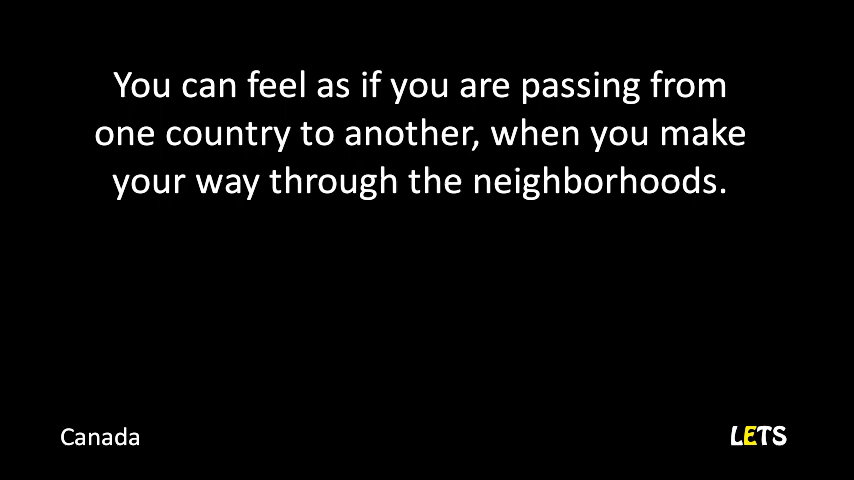 You can feel as if you are passing from
one country to another, when you make
your way through the neighborhoods.
Canada
LETS